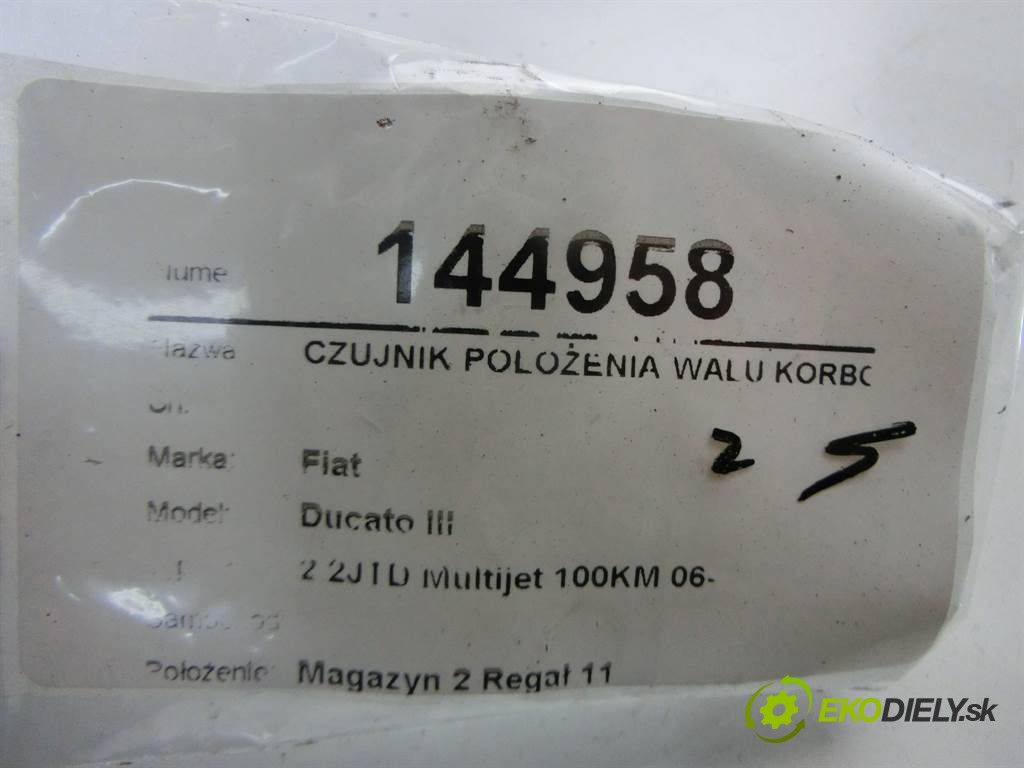 144958
CZUJNIK POLOŻENIA WALU KORBO
2 5
Marka: Fiat
Model: Ducato III
2 2JTD Multijet 100KM 06-
Położenie: Magazyn 2 Regał 11
EKODIELY.sk